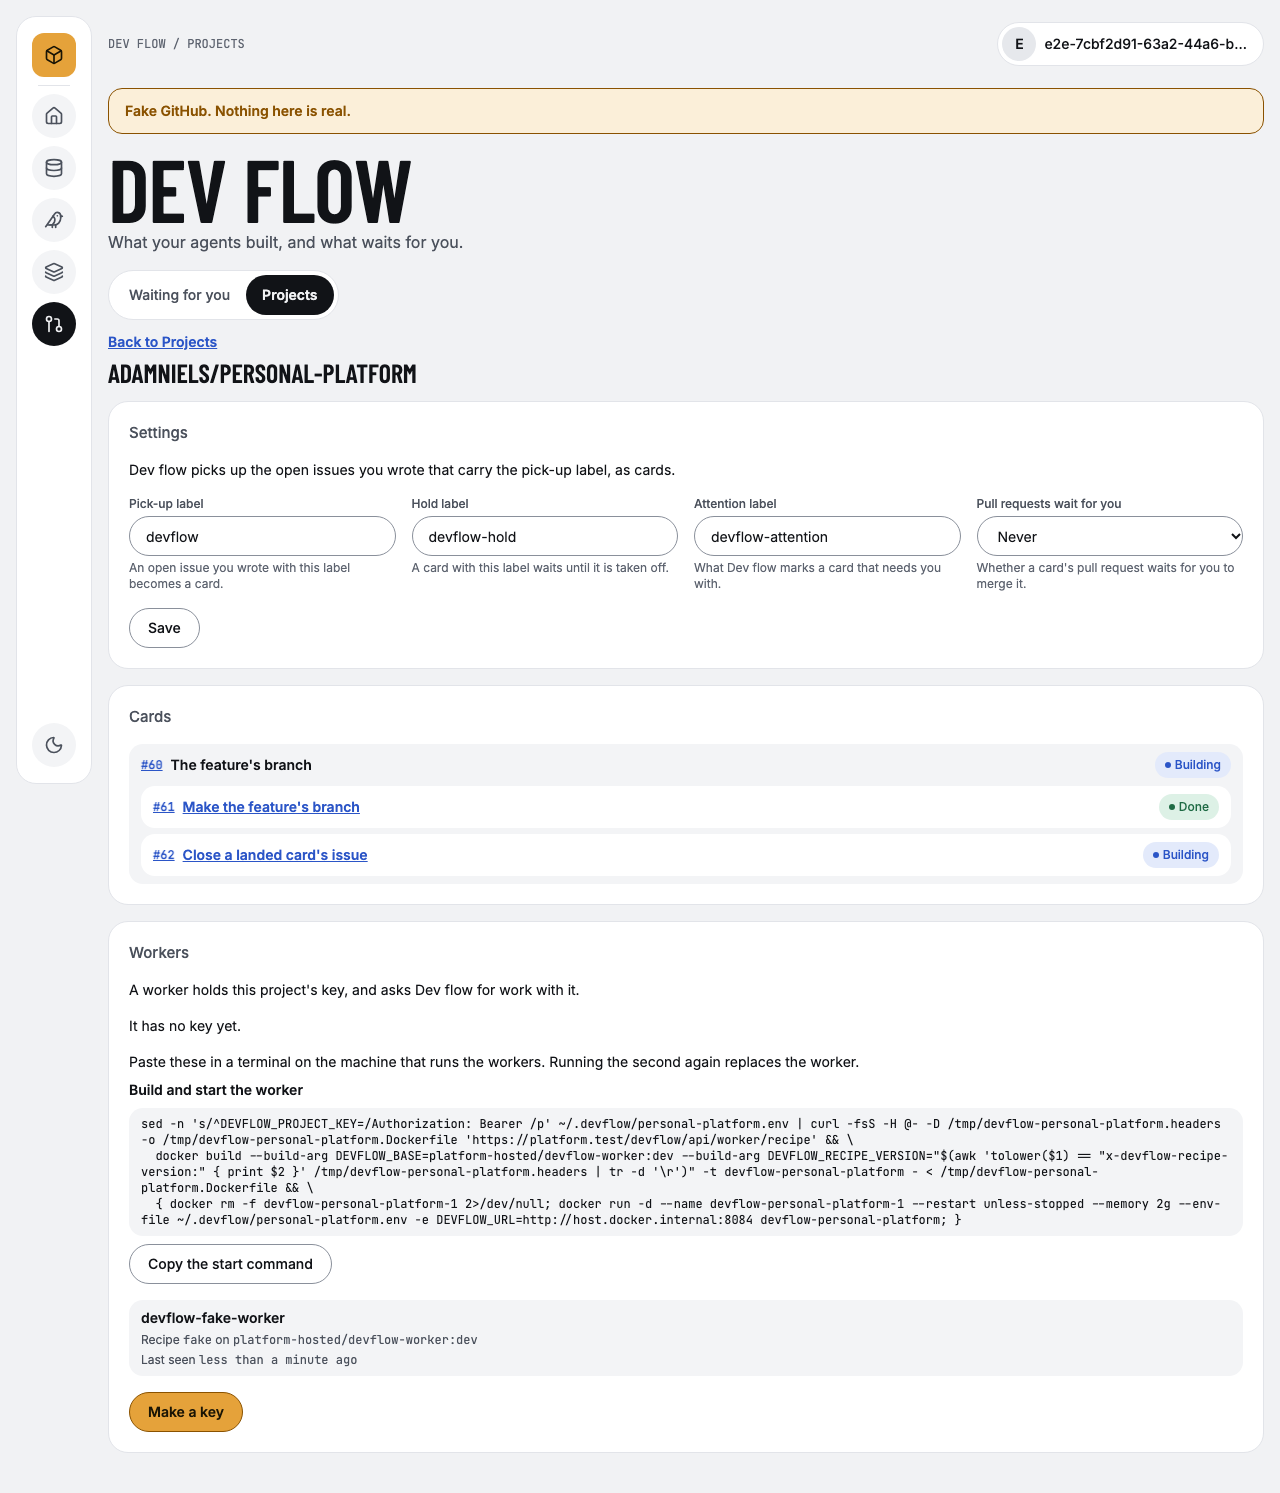 DEV FLOW / PROJECTS
E
e2e-7cbf2d91-63a2-44a6-b...
Fake GitHub. Nothing here is real.
DEV FLOW
What your agents built, and what waits for you.
Waiting for you
Projects
Back to Projects
ADAMNIELS/PERSONAL-PLATFORM
Settings
Dev flow picks up the open issues you wrote that carry the pick-up label, as cards.
Pick-up label
devflow
An open issue you wrote with this label
becomes a card.
Hold label
devflow-hold
A card with this label waits until it is taken off.
Attention label
devflow-attention
What Dev flow marks a card that needs you
with.
Pull requests wait for you
Never
Whether a card's pull request waits for you to
merge it.
Save
Cards
#60 The feature's branch
Building
#61 Make the feature's branch
Done
#62 Close a landed card's issue
Building
Workers
A worker holds this project's key, and asks Dev flow for work with it.
It has no key yet.
Paste these in a terminal on the machine that runs the workers. Running the second again replaces the worker.
Build and start the worker
sed -n 's/^DEVFLOW_PROJECT_KEY=/Authorization: Bearer /p' ~/.devflow/personal-platform.env | curl -fsS -H @- -D /tmp/devflow-personal-platform.headers
-o /tmp/devflow-personal-platform.Dockerfile 'https://platform.test/devflow/api/worker/recipe' && \
docker build --build-arg DEVFLOW_BASE=platform-hosted/devflow-worker:dev --build-arg DEVFLOW_RECIPE_VERSION="$(awk 'tolower($1) == "x-devflow-recipe-
version:" { print $2 }' /tmp/devflow-personal-platform.headers | tr -d '\r')" -t devflow-personal-platform - < /tmp/devflow-personal-
platform.Dockerfile && \
{ docker rm -f devflow-personal-platform-1 2>/dev/null; docker run -d --name devflow-personal-platform-1 --restart unless-stopped --memory 2g --env-
file ~/.devflow/personal-platform.env -e DEVFLOW_URL=http://host.docker.internal:8084 devflow-personal-platform; }
Copy the start command
devflow-fake-worker
Recipe fake on platform-hosted/devflow-worker:dev
Last seen less than a minute ago
Make a key